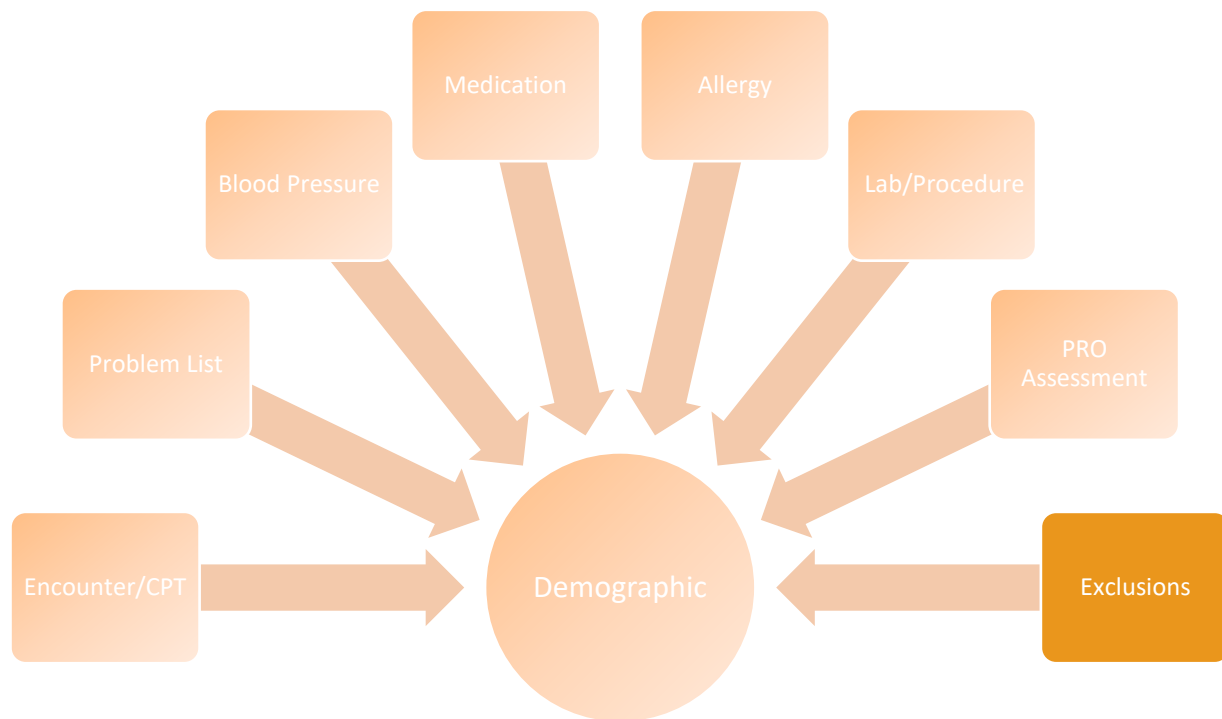 Medication
Allergy
Blood Pressure
Lab/Procedure
Problem List
PRO
Assessment
Encounter/CPT
Demographic
Exclusions